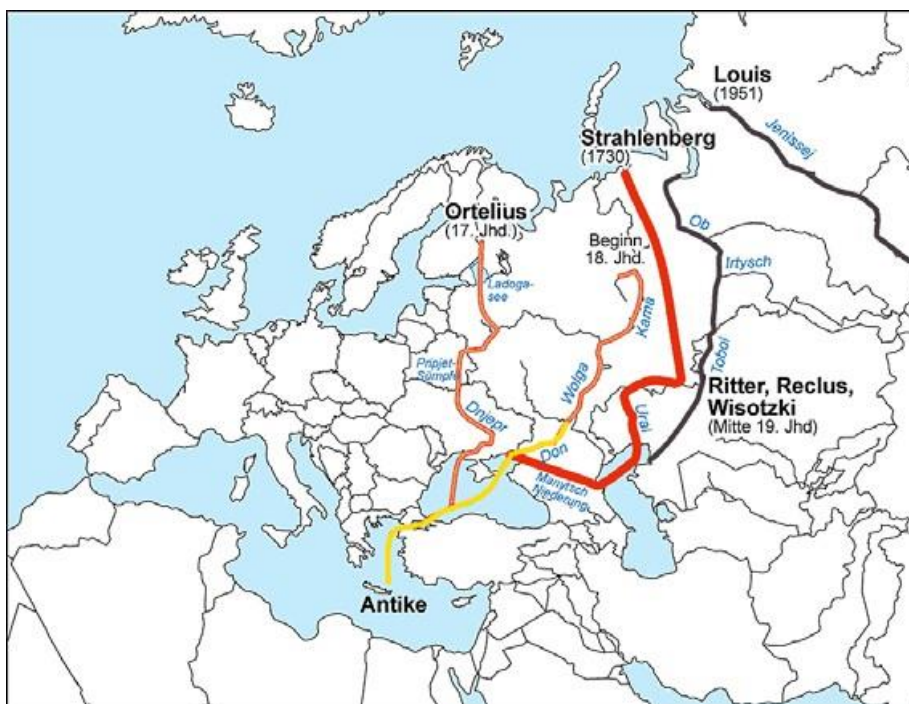 Louis
(1951)
Jenissej
Strahlenberg
(1730)
Ortelius
(17. Jhd.)
Beginn
18. Jhd.
Ob
Irtysch
Ladoga-
see
Kama
Tobol
Pripjet-
Sümpfe
Wolga
Ritter, Reclus,
Wisotzki
(Mitte 19. Jhd)
Dnjepr
Ural
Don
Manytsch
Niederung
Antike